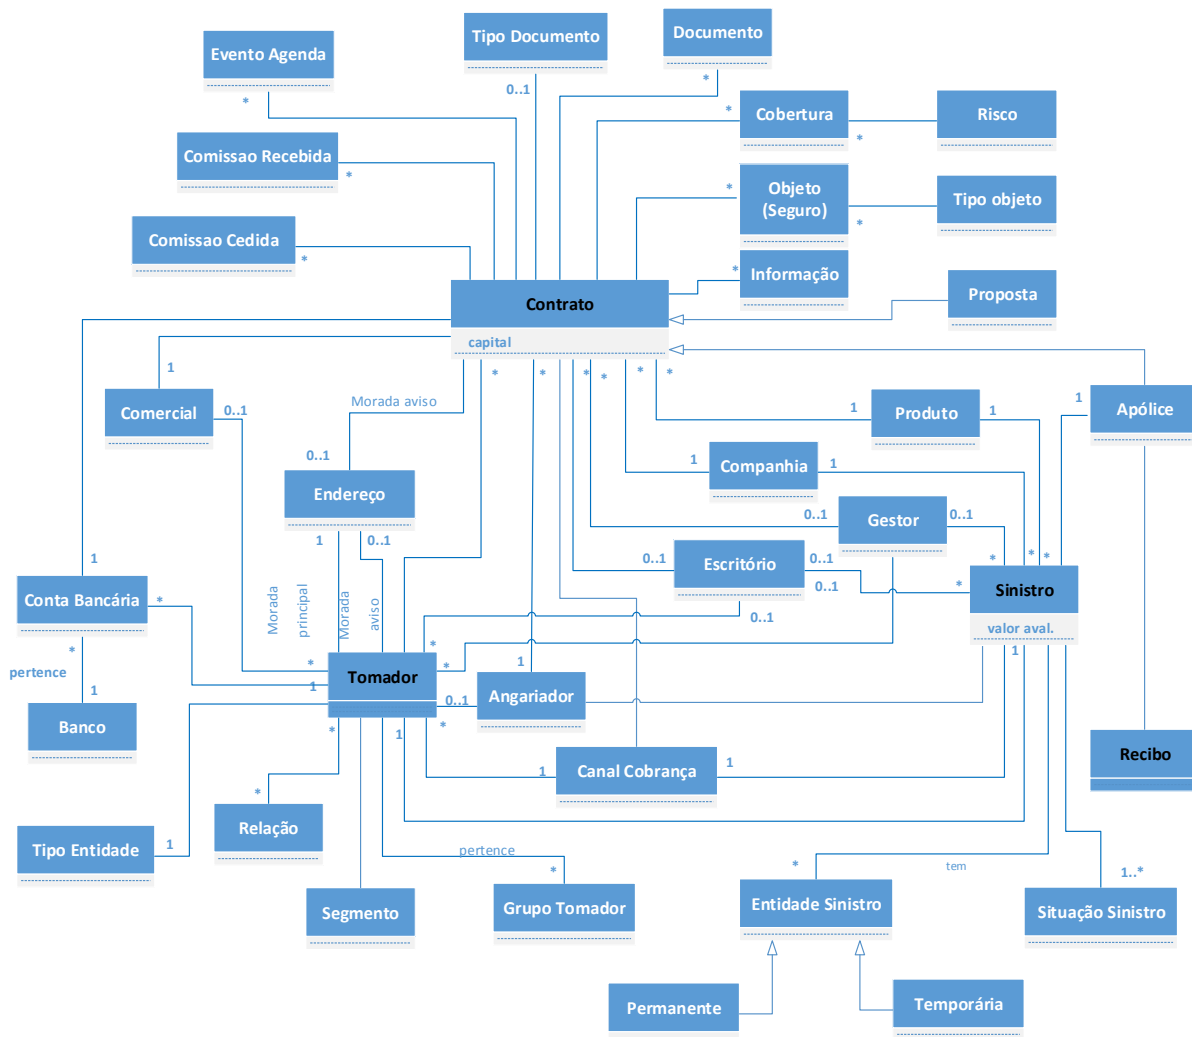 Tipo Documento
Documento
Evento Agenda
*
0..1
*
Cobertura
*
*
Risco
Comissao Recebida
*
Objeto
(Seguro)
*
*
Tipo objeto
Comissao Cedida
*
Informação
*
Proposta
Contrato
capital
1
*
*
*
*
*
*
Morada aviso
Comercial
0..1
Produto
1
1
Apólice
1
0..1
Companhia
1
1
Endereço
Gestor
0..1
0..1
1
0..1
Escritório
0..1
0..1
0..1
0..1
*
*
*
*
1
Conta Bancária
*
Sinistro
valor aval.
1
Morada
principal
Morada
aviso
*
*
*
pertence
Tomador
1
1
Angariador
0..1
1
*
*
1
Banco
Recibo
Canal Cobrança
1
1
*
*
Relação
Tipo Entidade
1
pertence
*
tem
*
1..*
Segmento
Grupo Tomador
Entidade Sinistro
Situação Sinistro
Permanente
Temporária